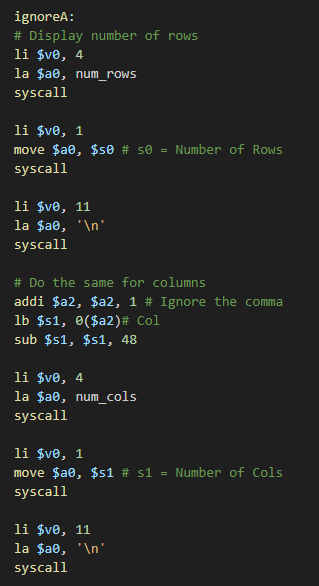 ignoreA:
# Display number of rows
li $v0, 4
la $a0, num_rows
syscall
li $v0, 1
move $a0, $s0 # s0 = Number of Rows
syscall
li $v0, 11
la $a0, '\n'
syscall
# Do the same for columns
addi $a2, $a2, 1 # Ignore the comma
lb $s1, 0($a2)# Col
sub $s1, $s1, 48
li $v0, 4
la $a0, num_cols
syscall
li $v0, 1
move $a0, $s1 # s1 = Number of Cols
syscall
li $v0, 11
la $a0, '\n'
syscall